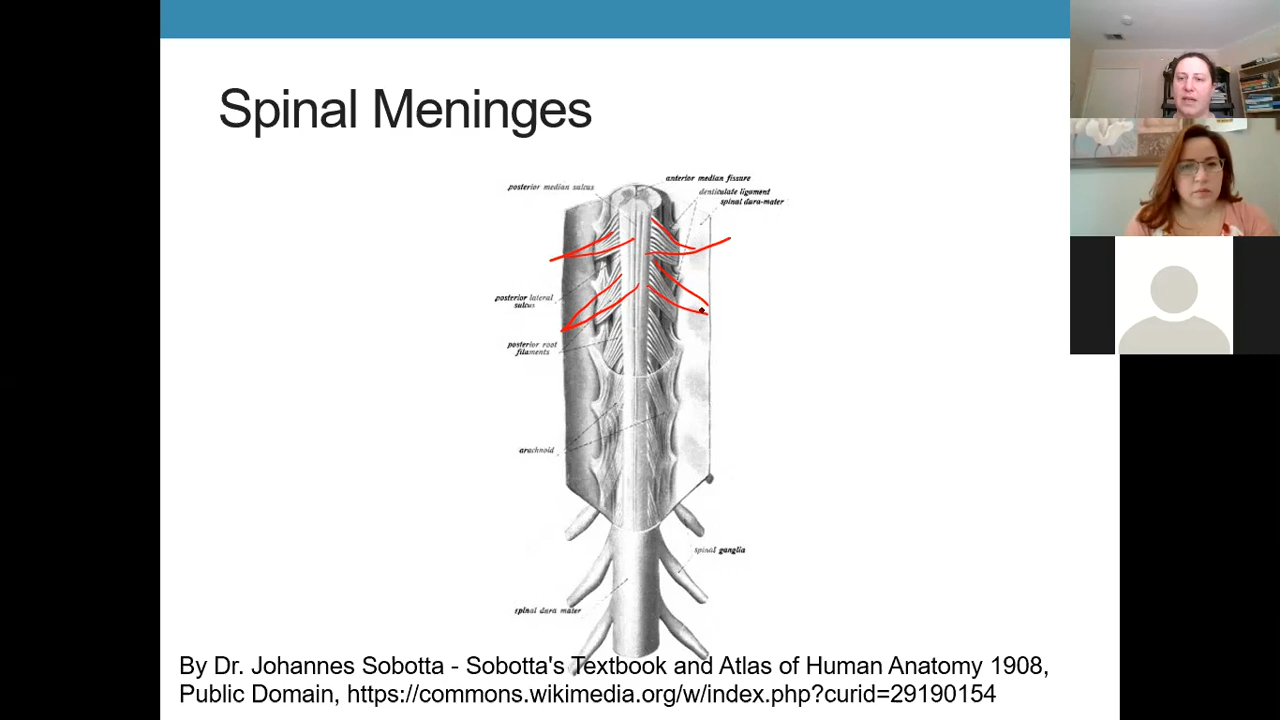 Spinal Meninges
anterior median fissure
posterior median sulcus
denticulate ligament
spinal dura-mater
posterior lateral
sulcus
posterior root
filaments
arachnoid
spinal ganglia
spinal dura mater
By Dr. Johannes Sobotta - Sobotta's Textbook and Atlas of Human Anatomy 1908,
Public Domain, https://commons.wikimedia.org/w/index.php?curid=29190154